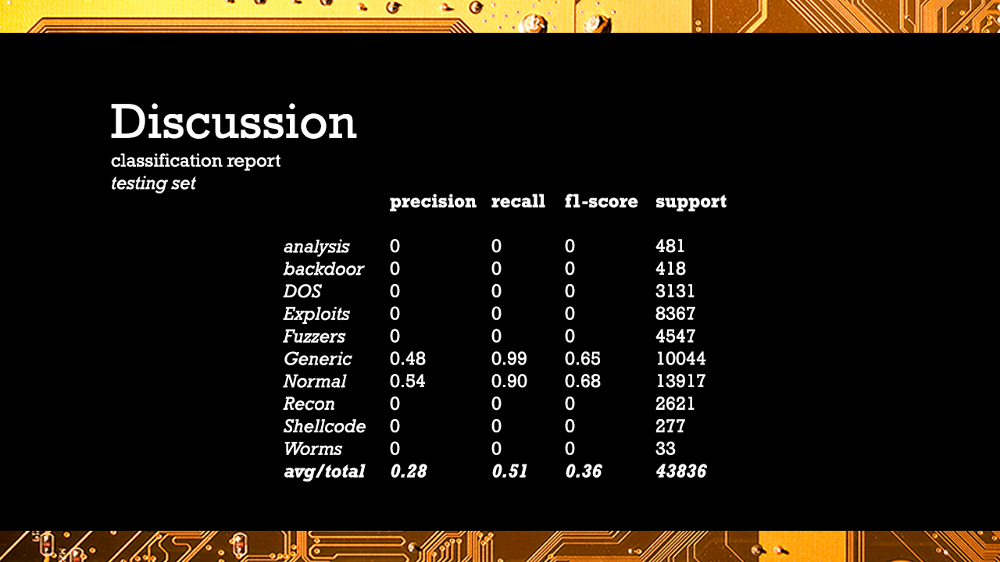 Discussion
classification report
testing set
precision recall f1-score support
analysis 0 0 0 481
backdoor 0 0 0 418
DOS 0 0 0 3131
Exploits 0 0 0 8367
Fuzzers 0 0 0 4547
Generic 0.48 0.99 0.65 10044
Normal 0.54 0.90 0.68 13917
Recon 0 0 0 2621
Shellcode 0 0 0 277
Worms 0 0 0 33
avg/total 0.28 0.51 0.36 43836